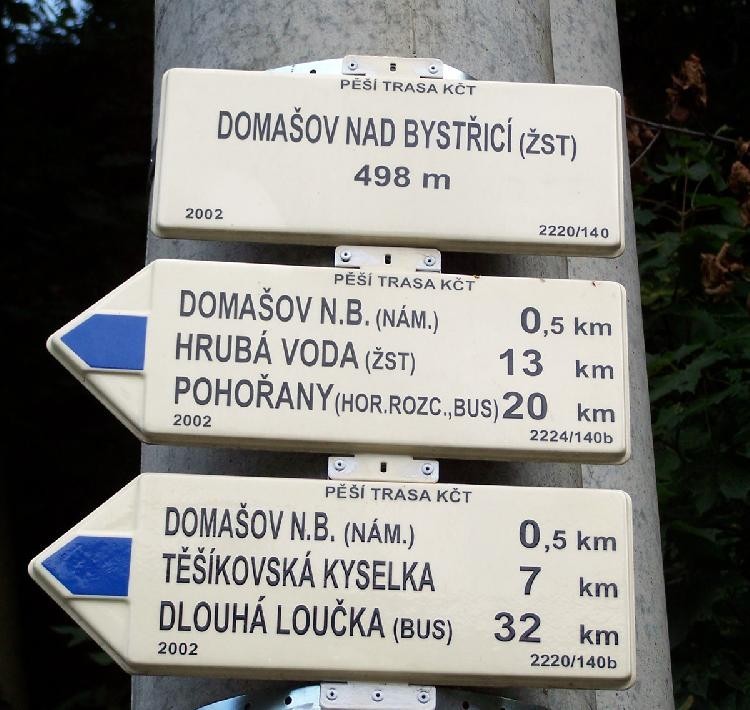 PĚŠÍ TRASA KČT
DOMAŠOV NAD BYSTŘICÍ (ŽST)
498 m
2002 2220/140
PĚŠÍ TRASA KČT
DOMAŠOV N.B. (NÁM.) 0,5 km
HRUBÁ VODA (ŽST) 13 km
POHOŘANY (HOR.ROZC.,BUS) 20 km
2002 2224/140b
PĚŠÍ TRASA KČT
DOMAŠOV N.B. (NÁM.) 0,5 km
TĚŠÍKOVSKÁ KYSELKA 7 km
DLOUHÁ LOUČKA (BUS) 32 km
2002 2220/140b